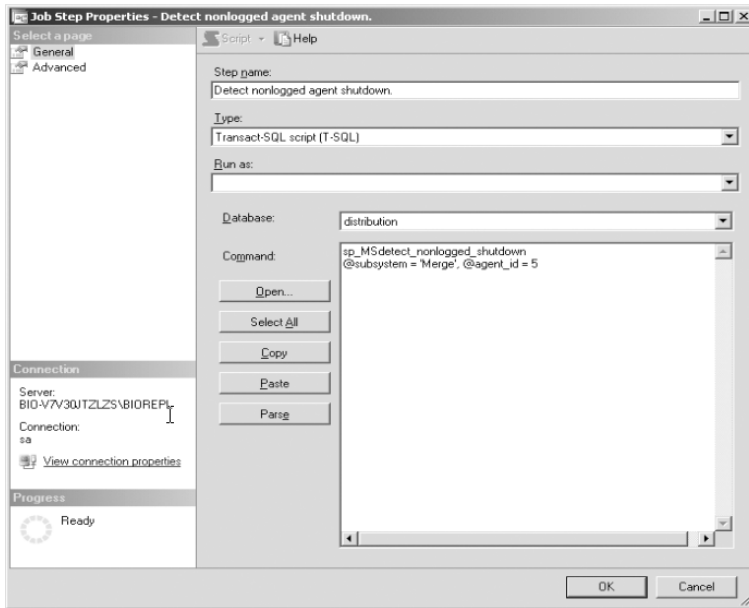 Job Step Properties - Detect nonlogged agent shutdown.
Select a page
General
Advanced
Script
Help
Step name:
Detect nonlogged agent shutdown.
Type:
Transact-SQL script (T-SQL)
Run as:
Database:
distribution
Command:
sp_MSdetect_nonlogged_shutdown
@subsystem = 'Merge', @agent_id = 5
Open...
Select All
Copy
Paste
Parse
Connection
Server:
BIO-V7V30JTZLZS\BIOREPL
Connection:
sa
View connection properties
Progress
Ready
OK
Cancel